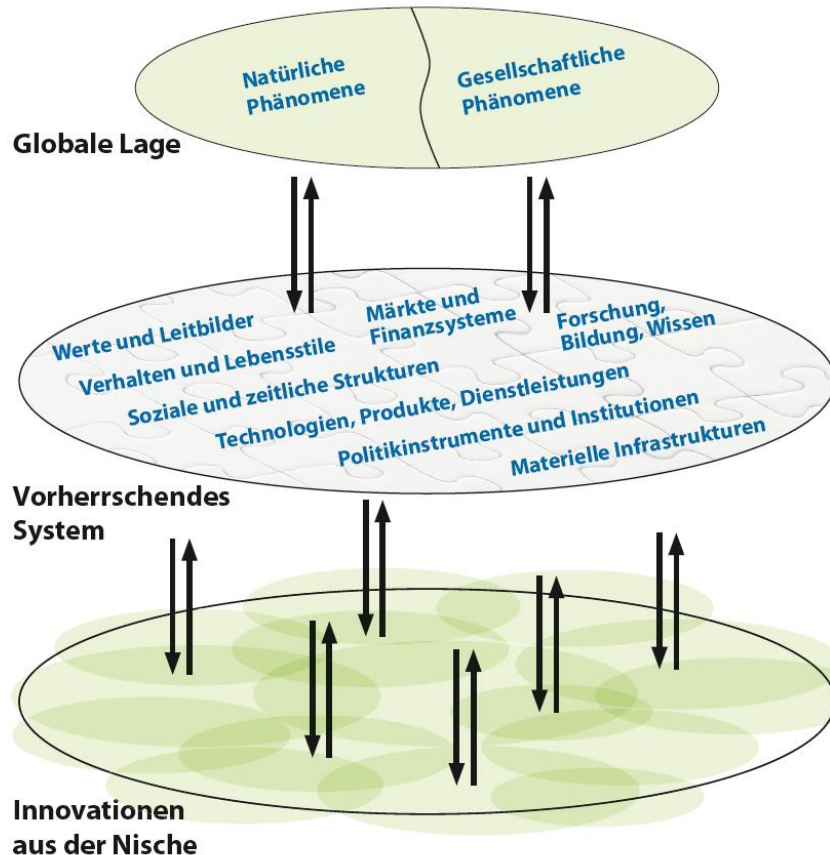 Natürliche
Phänomene
Gesellschaftliche
Phänomene
Globale Lage
Werte und Leitbilder
Märkte und
Finanzsysteme
Forschung,
Bildung, Wissen
Verhalten und Lebensstile
Soziale und zeitliche Strukturen
Technologien, Produkte, Dienstleistungen
Politikinstrumente und Institutionen
Materielle Infrastrukturen
Vorherrschendes
System
Innovationen
aus der Nische